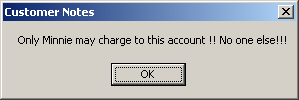 Customer Notes
Only Minnie may charge to this account !! No one else!!!
OK